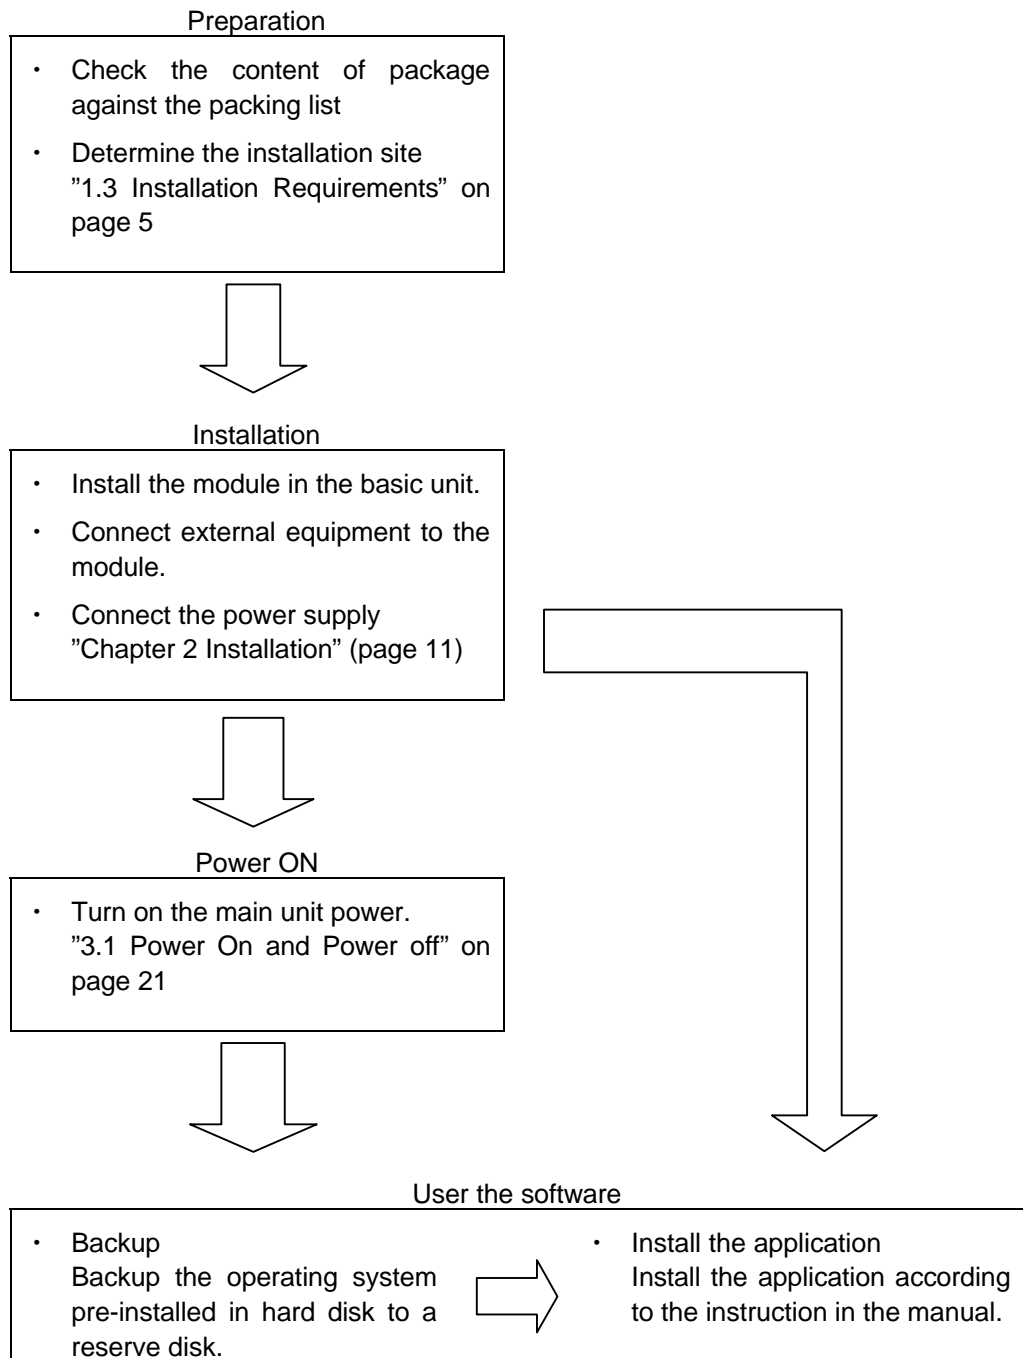 Preparation
・ Check the content of package
against the packing list
・ Determine the installation site
”1.3 Installation Requirements” on
page 5
Installation
・ Install the module in the basic unit.
・ Connect external equipment to the
module.
・ Connect the power supply
”Chapter 2 Installation” (page 11)
Power ON
・ Turn on the main unit power.
”3.1 Power On and Power off” on
page 21
User the software
・ Backup
Backup the operating system
pre-installed in hard disk to a
reserve disk.
・ Install the application
Install the application according
to the instruction in the manual.